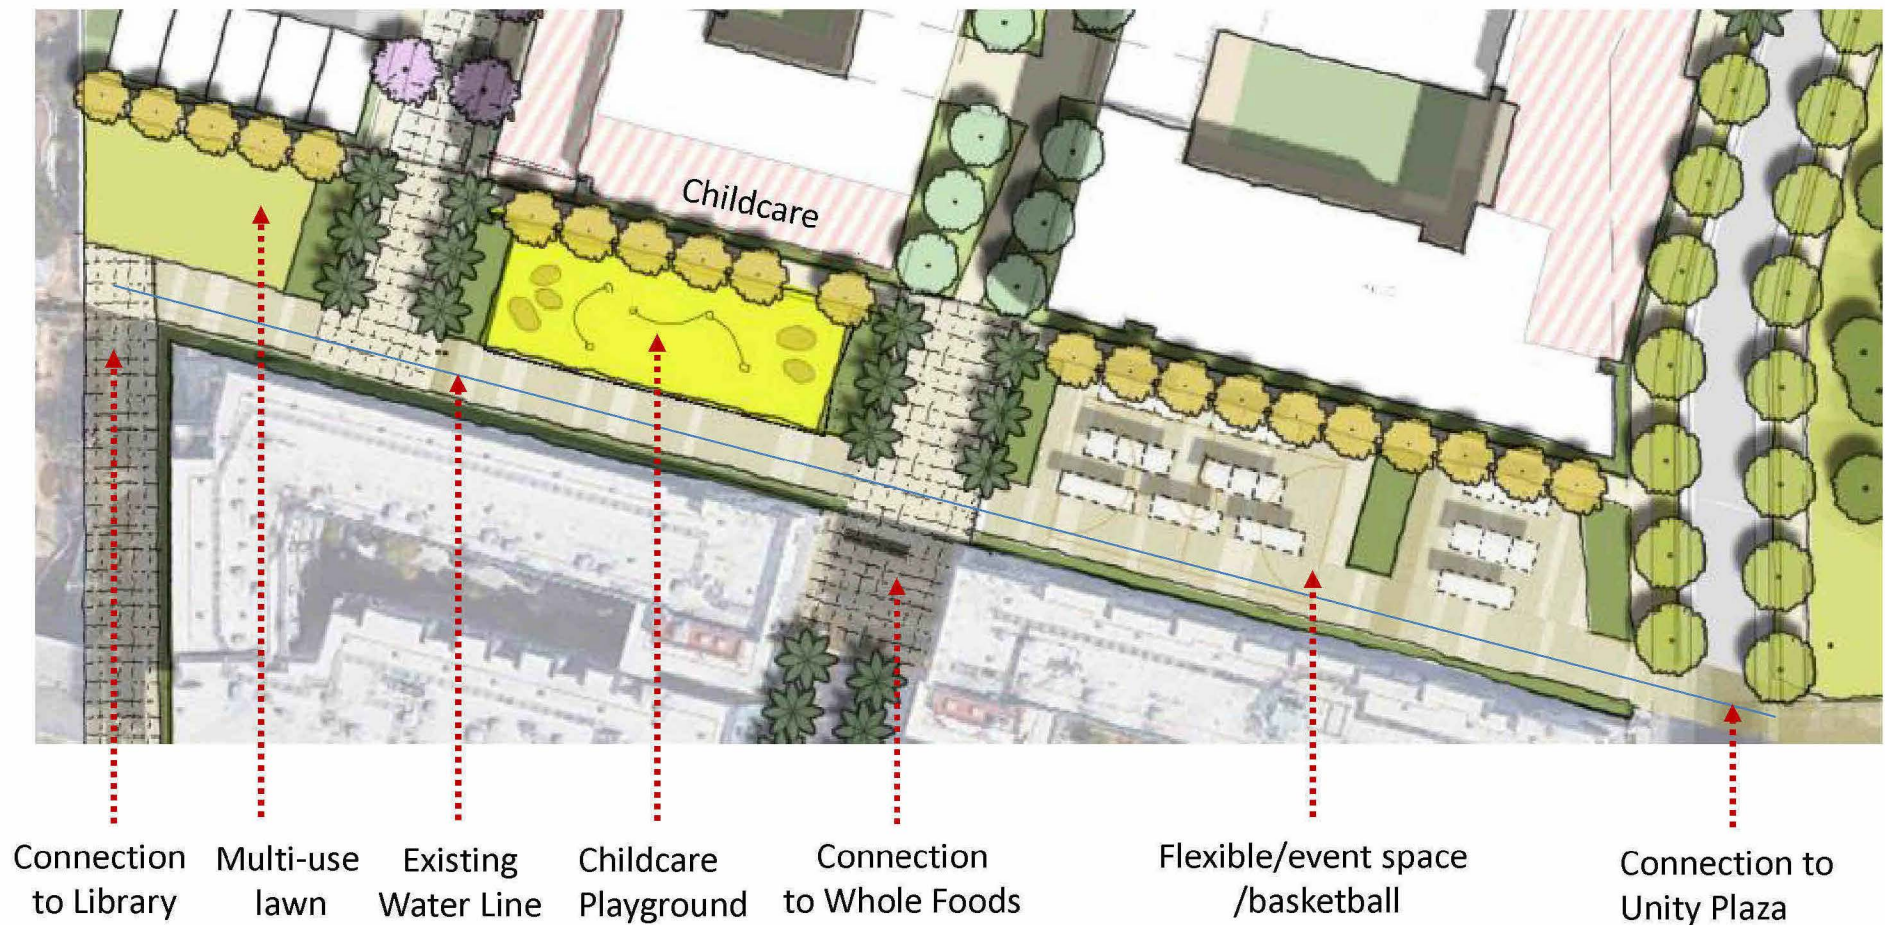 Childcare
Connection
to Library
Multi-use
lawn
Existing
Water Line
Childcare
Playground
Connection
to Whole Foods
Flexible/event space
/basketball
Connection to
Unity Plaza